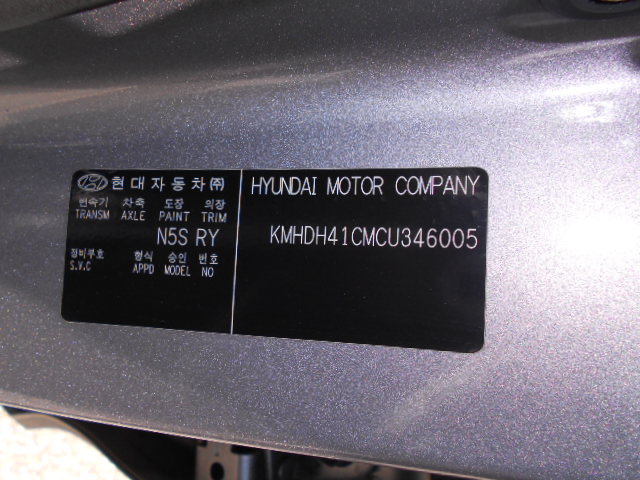 현대자동차㈜
변속기 차축 도장 의장
TRANSM AXLE PAINT TRIM
N5S RY
정비부호 형식 승인 번호
S.V.C APPD MODEL NO
HYUNDAI MOTOR COMPANY
KMHDH41CMCU346005